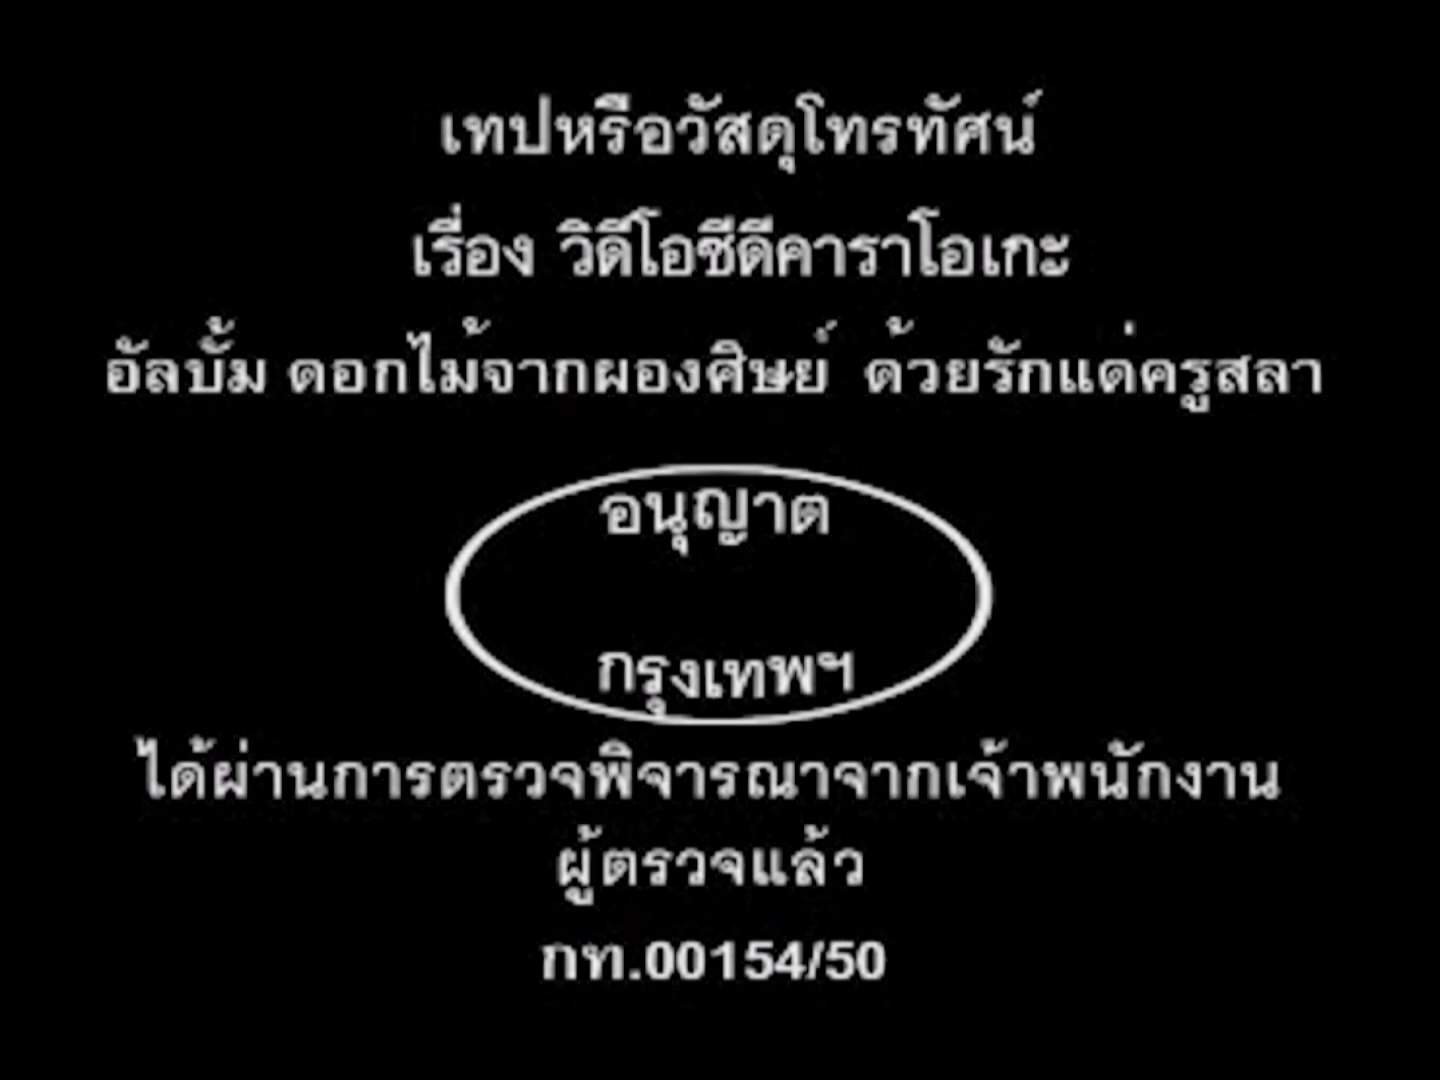 เทปหรือวัสดุโทรทัศน์
เรื่อง วิดีโอซีดีคาราโอเกะ
อัลบั้ม ดอกไม้จากผองศิษย์ ด้วยรักแด่ครูสลา
อนุญาต
กรุงเทพฯ
ได้ผ่านการตรวจพิจารณาจากเจ้าพนักงาน
ผู้ตรวจแล้ว
กท.00154/50